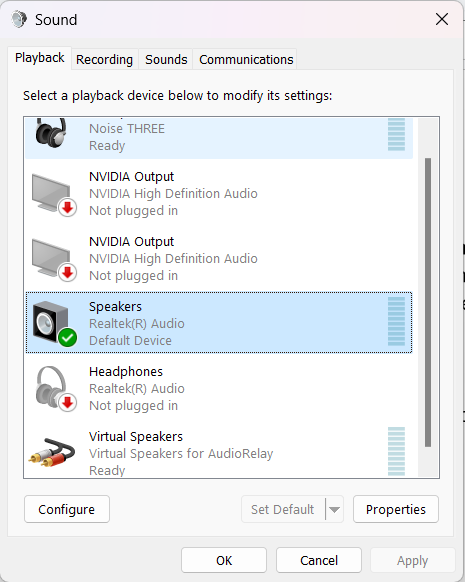 Sound
Playback
Recording
Sounds
Communications
Select a playback device below to modify its settings:
Noise THREE
Ready
NVIDIA Output
NVIDIA High Definition Audio
Not plugged in
NVIDIA Output
NVIDIA High Definition Audio
Not plugged in
Speakers
Realtek(R) Audio
Default Device
Headphones
Realtek(R) Audio
Not plugged in
Virtual Speakers
Virtual Speakers for AudioRelay
Ready
Configure
Set Default
Properties
OK
Cancel
Apply